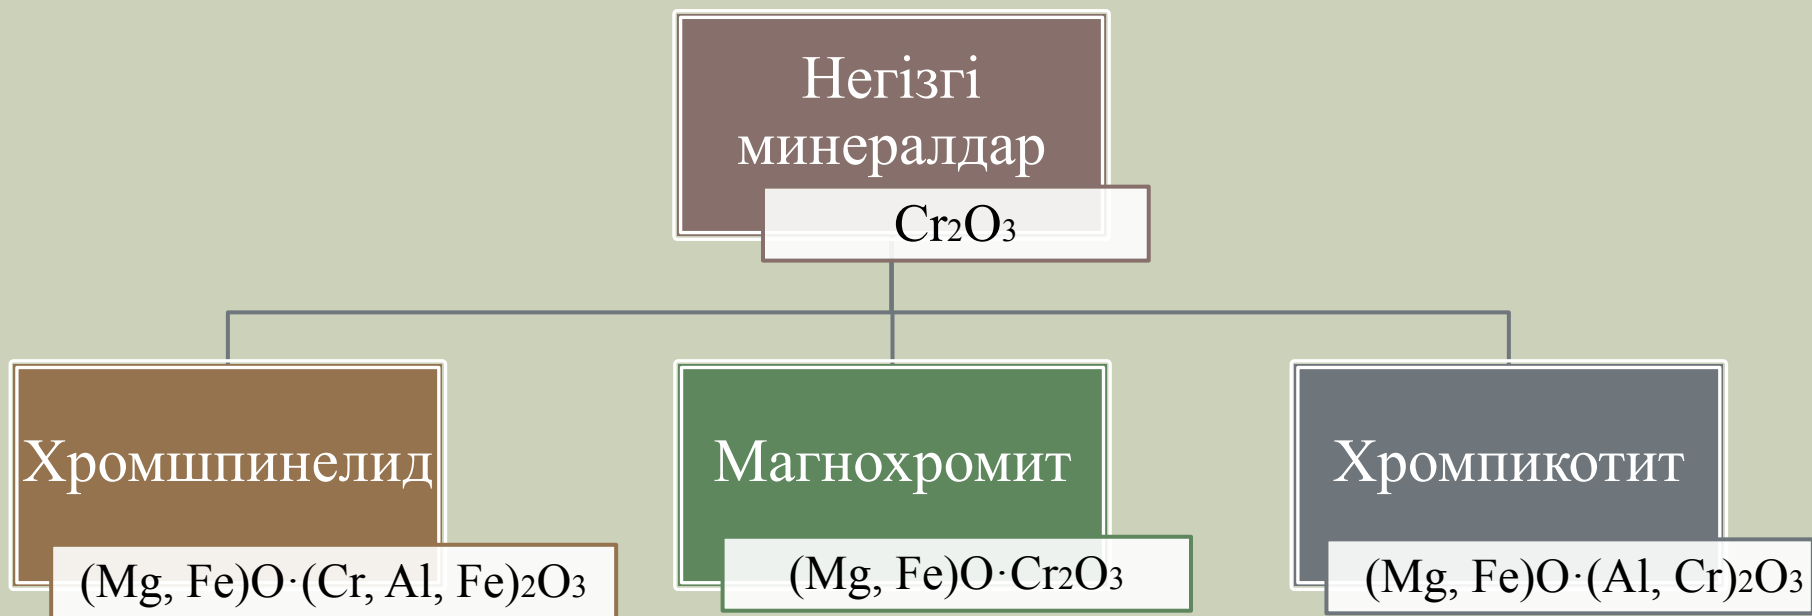 Негізгі
минералдар
Cr₂O₃
Хромшпинелид
(Mg, Fe)O·(Cr, Al, Fe)₂O₃
Магнохромит
(Mg, Fe)O·Cr₂O₃
Хромпикотит
(Mg, Fe)O·(Al, Cr)₂O₃